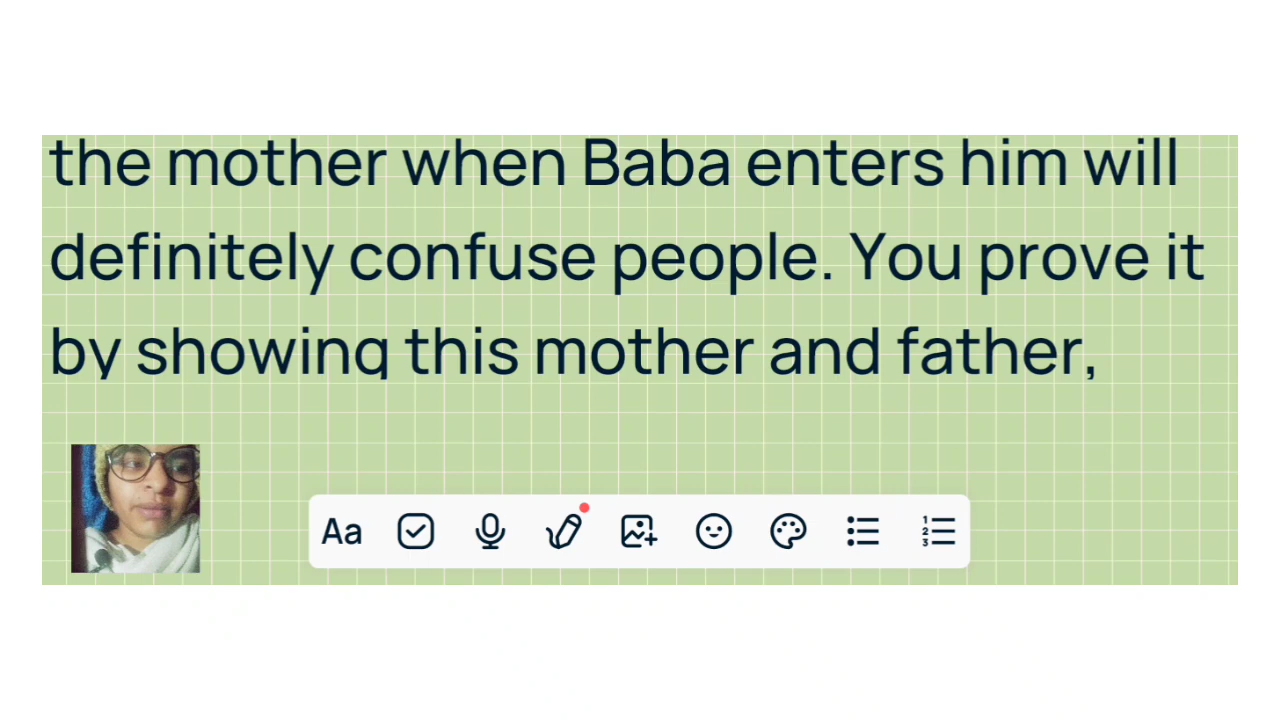 the mother when Baba enters him will
definitely confuse people. You prove it
by showing this mother and father,
Aa